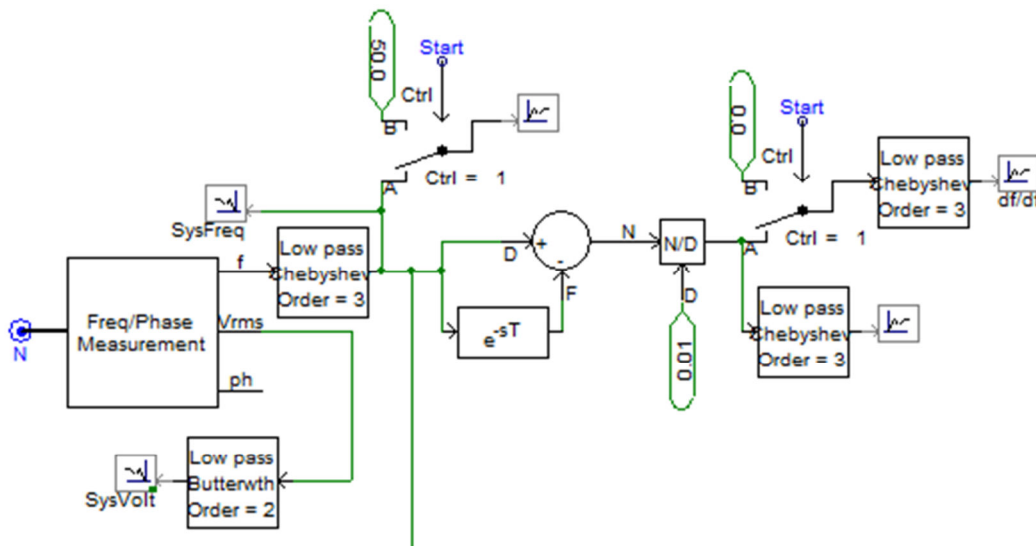 50.0
Start
Ctrl
B
A
Ctrl = 1
SysFreq
Low pass
Chebyshev
Order = 3
f
Freq/Phase
Measurement
Vrms
ph
N
Low pass
Butterwth
Order = 2
SysVolt
D
+
-
F
e-sT
N
N/D
D
0.01
0.0
Start
Ctrl
B
A
Ctrl = 1
Low pass
Chebyshev
Order = 3
df/dt
Low pass
Chebyshev
Order = 3